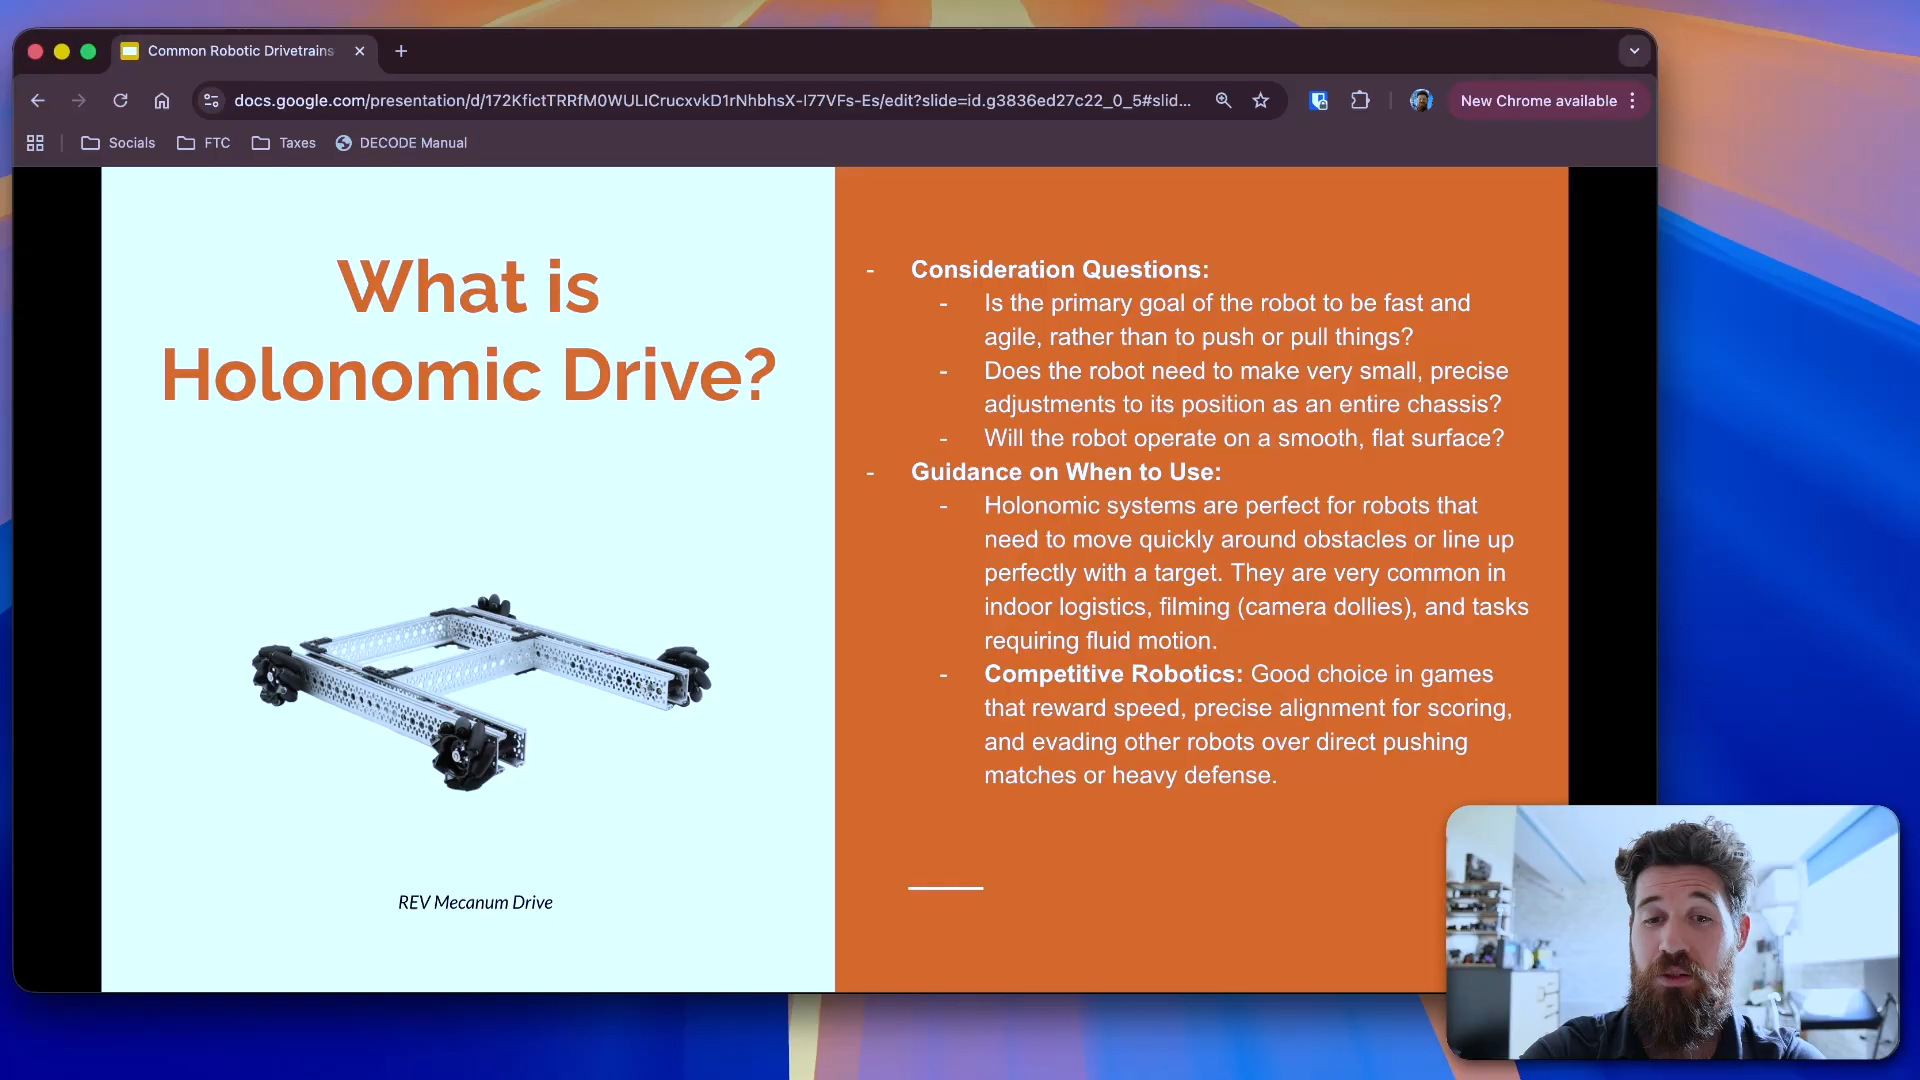 Common Robotic Drivetrains
docs.google.com/presentation/d/172KfictTRRfM0WULICrucxvkD1rNhbhsX-I77VFs-Es/edit?slide=id.g3836ed27c22_0_5#slid...
New Chrome available
Socials
FTC
Taxes
DECODE Manual
What is
Holonomic Drive?
REV Mecanum Drive
- Consideration Questions:
- Is the primary goal of the robot to be fast and
agile, rather than to push or pull things?
- Does the robot need to make very small, precise
adjustments to its position as an entire chassis?
- Will the robot operate on a smooth, flat surface?
- Guidance on When to Use:
- Holonomic systems are perfect for robots that
need to move quickly around obstacles or line up
perfectly with a target. They are very common in
indoor logistics, filming (camera dollies), and tasks
requiring fluid motion.
- Competitive Robotics: Good choice in games
that reward speed, precise alignment for scoring,
and evading other robots over direct pushing
matches or heavy defense.